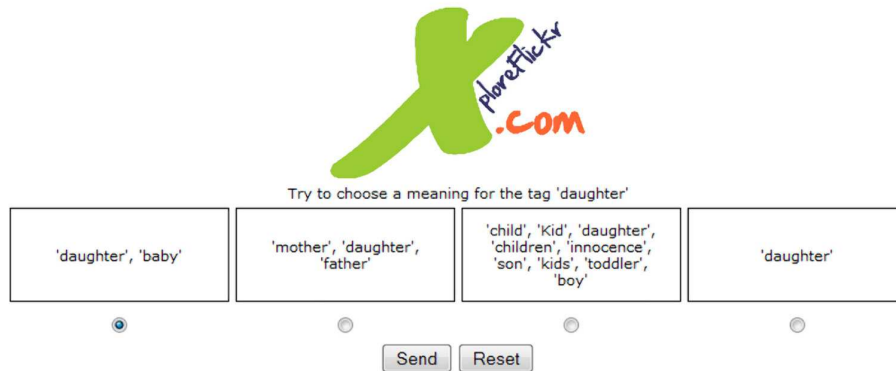 XploreFlickr
.com
Try to choose a meaning for the tag 'daughter'
'daughter', 'baby'
'mother', 'daughter',
'father'
'child', 'Kid', 'daughter',
'children', 'innocence',
'son', 'kids', 'toddler',
'boy'
'daughter'
Send Reset